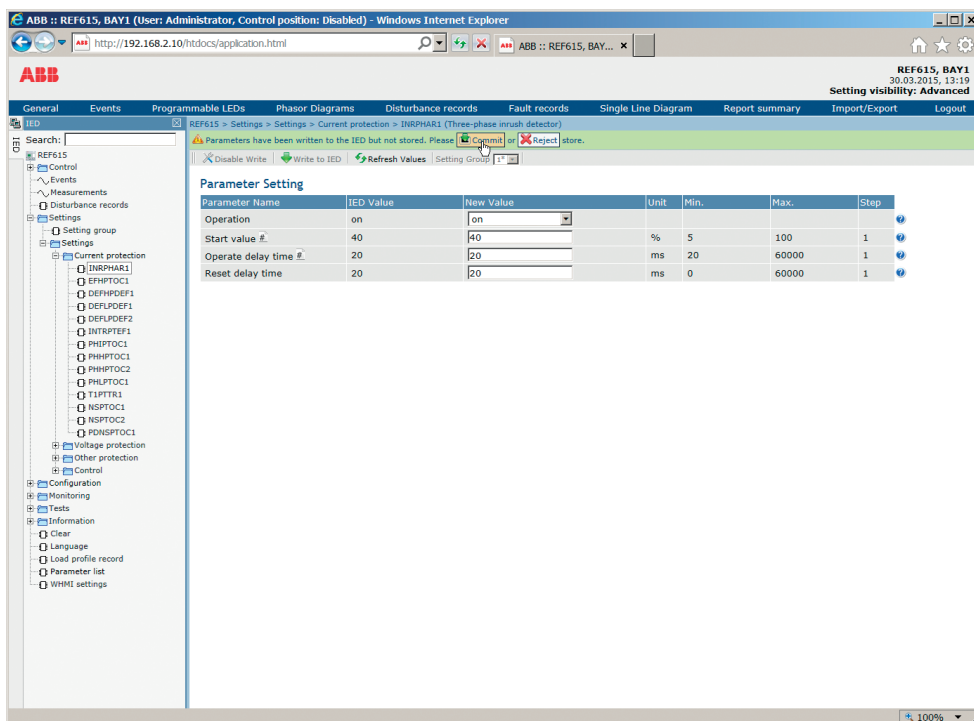 ABB :: REF615, BAY1 (User: Administrator, Control position: Disabled) - Windows Internet Explorer
http://192.168.2.10/htdocs/application.html
ABB :: REF615, BAY...
ABB
REF615, BAY1
30.03.2015, 13:19
Setting visibility: Advanced
General Events Programmable LEDs Phasor Diagrams Disturbance records Fault records Single Line Diagram Report summary Import/Export Logout
IED
IED
Search:
REF615
Control
Events
Measurements
Disturbance records
Settings
Setting group
Settings
Current protection
INRPHAR1
EFHPTOC1
DEFHPDEF1
DEFLPDEF1
DEFLPDEF2
INTRPTEF1
PHIPTOC1
PHHPTOC1
PHHPTOC2
PHLPTOC1
T1PTTR1
NSPTOC1
NSPTOC2
PDNSPTOC1
Voltage protection
Other protection
Control
Configuration
Monitoring
Tests
Information
Clear
Language
Load profile record
Parameter list
WHMI settings
REF615 > Settings > Settings > Current protection > INRPHAR1 (Three-phase inrush detector)
Parameters have been written to the IED but not stored. Please Commit or Reject store.
Disable Write Write to IED Refresh Values Setting Group 1*
Parameter Setting
Parameter Name IED Value New Value Unit Min. Max. Step
Operation on on
Start value # 40 40 % 5 100 1
Operate delay time # 20 20 ms 20 60000 1
Reset delay time 20 20 ms 0 60000 1
100%